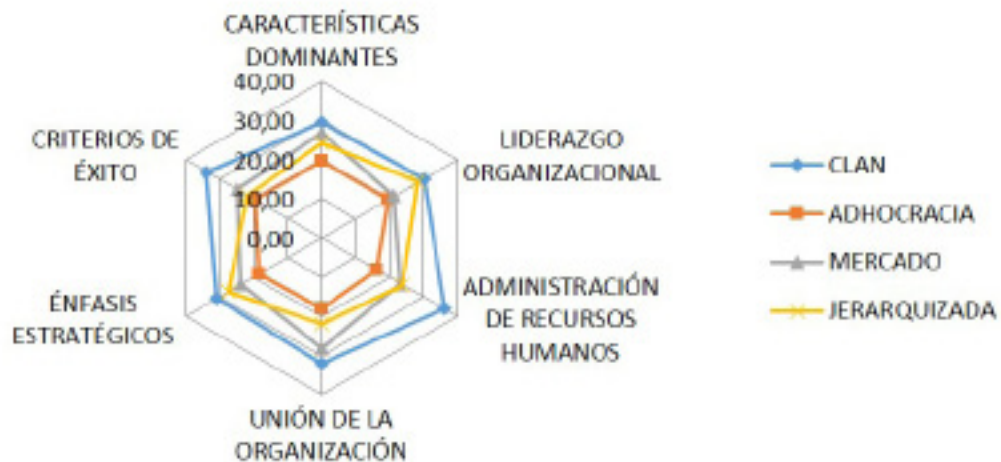 CARACTERÍSTICAS
DOMINANTES
40,00
30,00
20,00
10,00
0,00
CRITERIOS DE
ÉXITO
LIDERAZGO
ORGANIZACIONAL
ÉNFASIS
ESTRATÉGICOS
ADMINISTRACIÓN
DE RECURSOS
HUMANOS
UNIÓN DE LA
ORGANIZACIÓN
CLAN
ADHOCRACIA
MERCADO
JERARQUIZADA